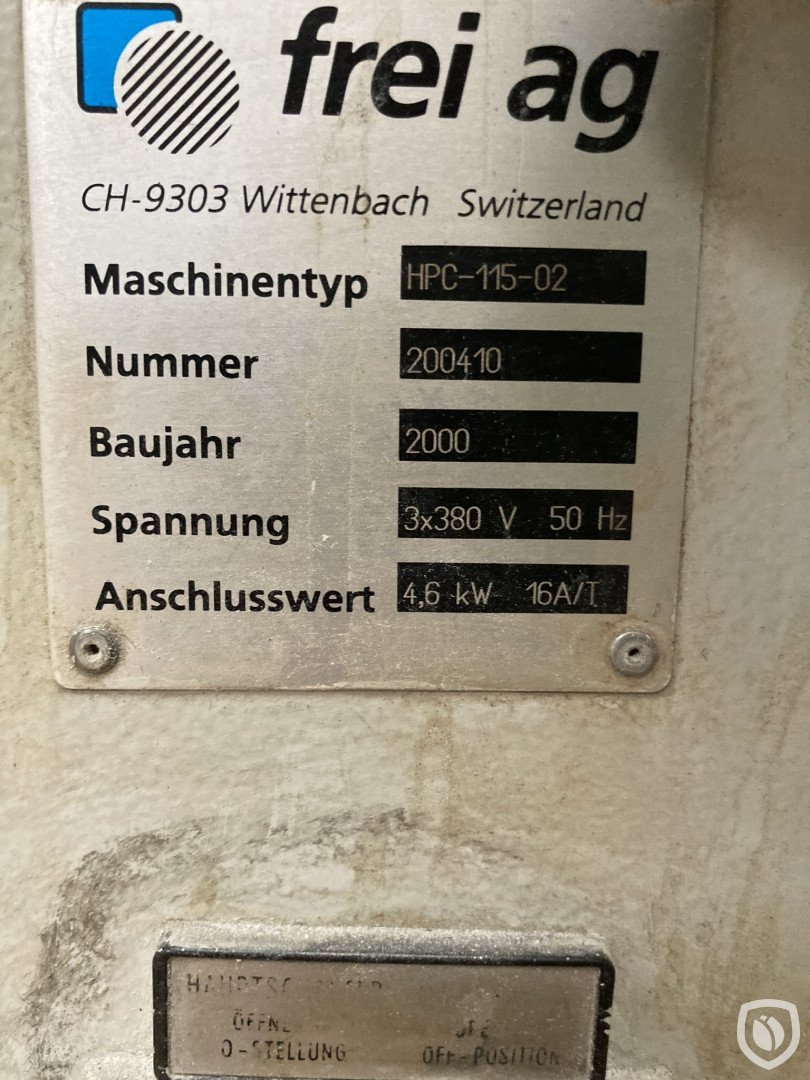 frei ag
CH-9303 Wittenbach Switzerland
Maschinentyp HPC-115-02
Nummer 200410
Baujahr 2000
Spannung 3x380 V 50 Hz
Anschlusswert 4,6 kW 16A/T
O-STELLUNG OFF-POSITION